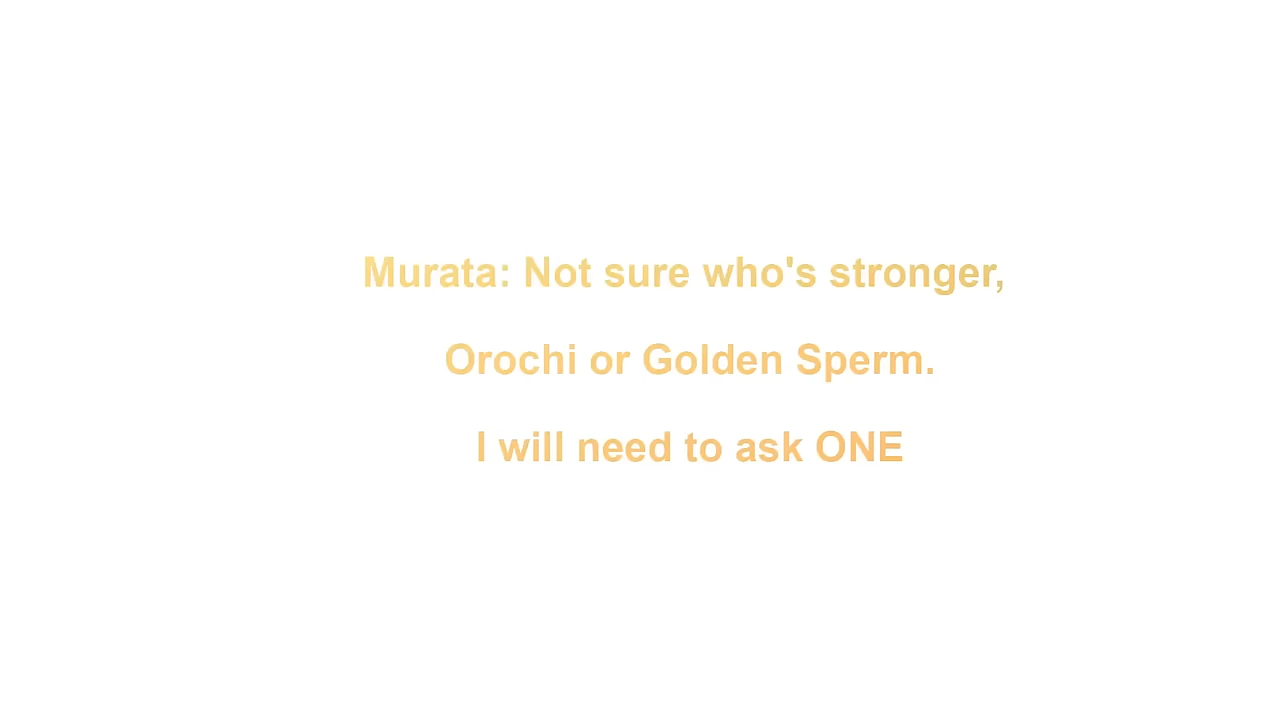 Murata: Not sure who's stronger,
Orochi or Golden Sperm.
I will need to ask ONE